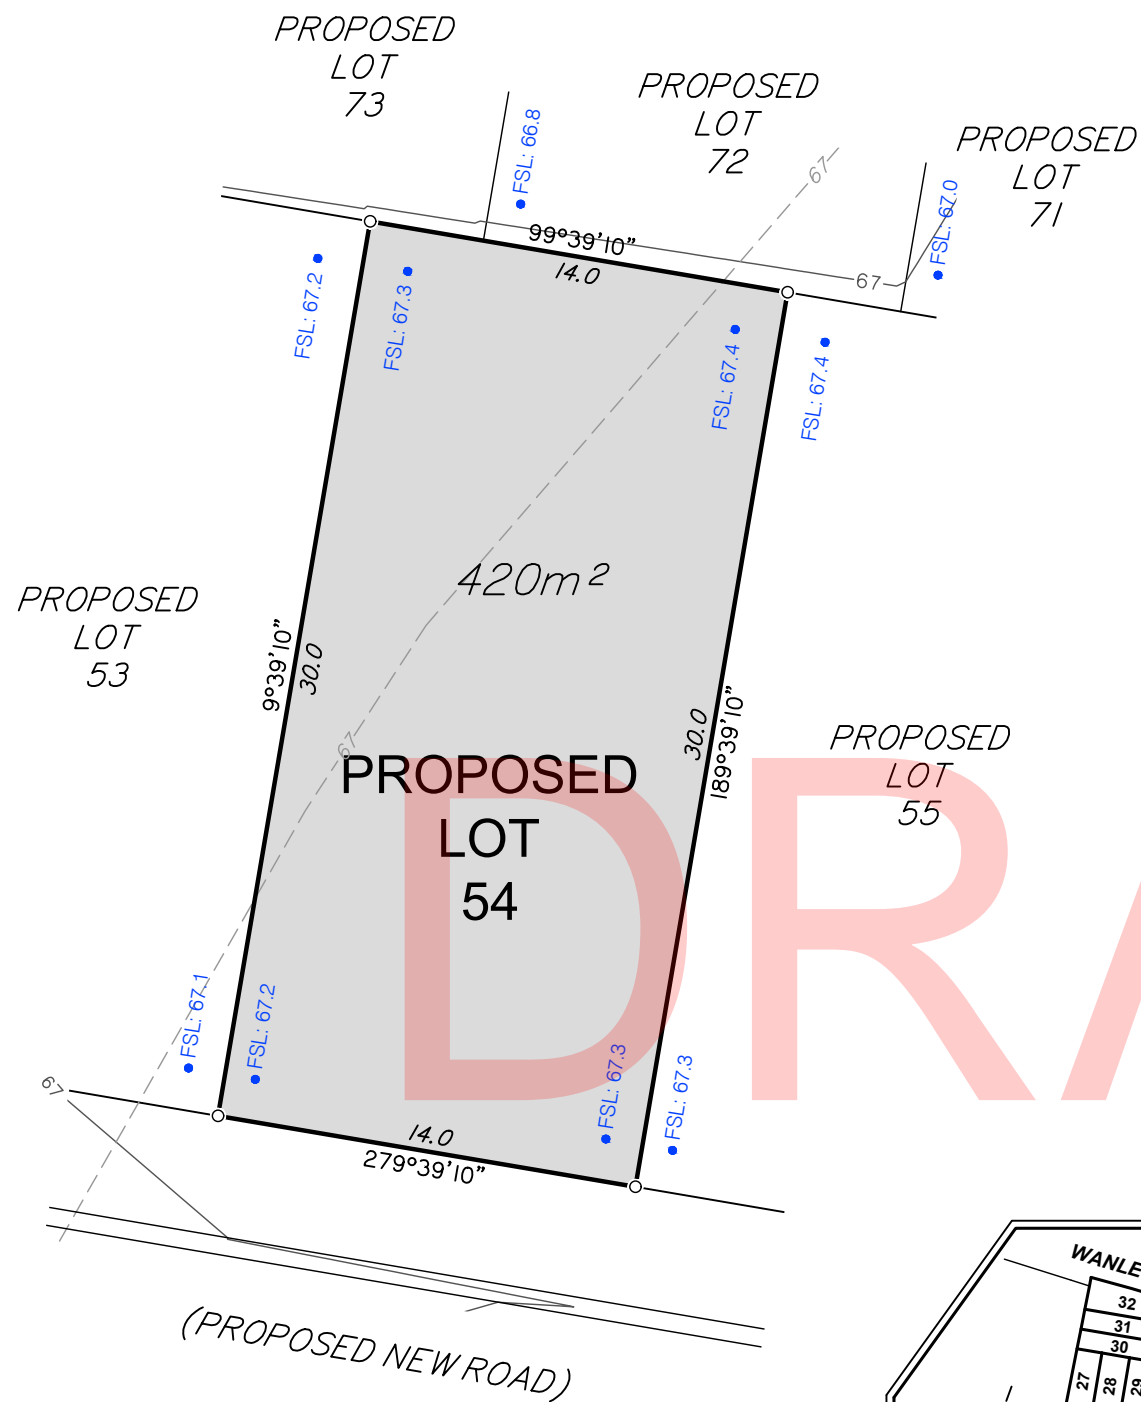 PROPOSED
LOT
73
PROPOSED
LOT
72
PROPOSED
LOT
71
FSL: 66.8
67
FSL: 67.0
99°39'10"
14.0
67
FSL: 67.2
FSL: 67.3
FSL: 67.4
FSL: 67.4
420m²
PROPOSED
LOT
53
9°39'10"
30.0
30.0
189°39'10"
67
PROPOSED
LOT
54
PROPOSED
LOT
55
DRA
FSL: 67.1
FSL: 67.2
FSL: 67.3
FSL: 67.3
67
14.0
279°39'10"
(PROPOSED NEW ROAD)
WANLE
32
31
30
27
28
29